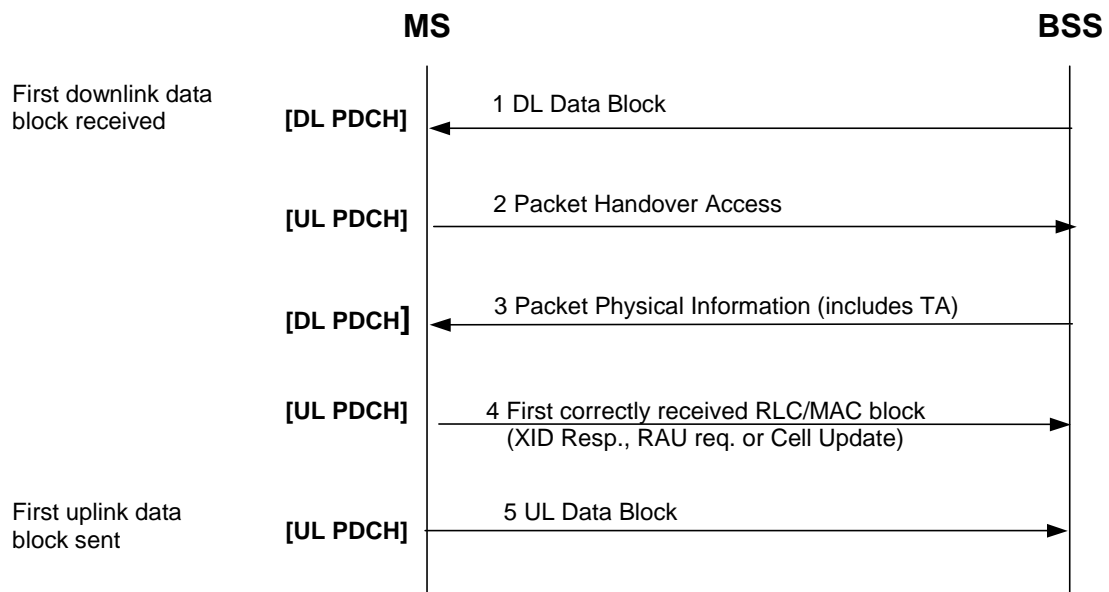 MS
BSS
First downlink data
block received
[DL PDCH]
1 DL Data Block
[UL PDCH]
2 Packet Handover Access
[DL PDCH]
3 Packet Physical Information (includes TA)
[UL PDCH]
4 First correctly received RLC/MAC block
(XID Resp., RAU req. or Cell Update)
First uplink data
block sent
[UL PDCH]
5 UL Data Block